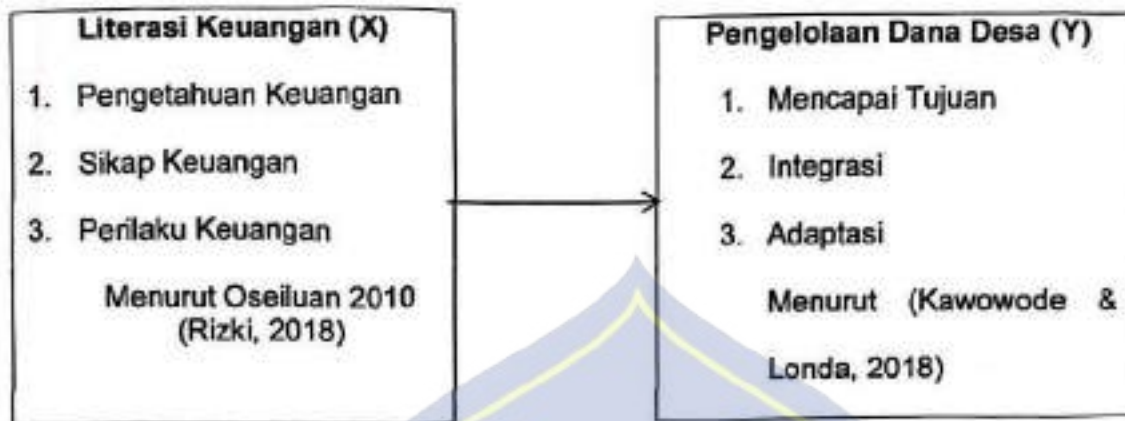 Literasi Keuangan (X)
1. Pengetahuan Keuangan
2. Sikap Keuangan
3. Perilaku Keuangan
Menurut Oseiluan 2010
(Rizki, 2018)
Pengelolaan Dana Desa (Y)
1. Mencapai Tujuan
2. Integrasi
3. Adaptasi
Menurut (Kawowode &
Londa, 2018)